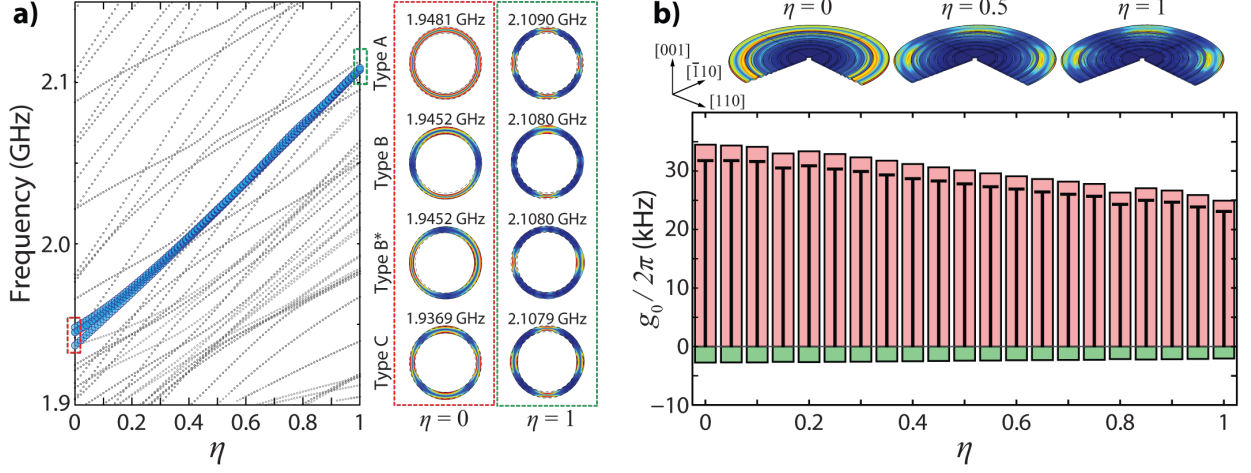 a)
Frequency (GHz)
2.1
2.0
1.9
0
0.2
0.4
0.6
0.8
1
η
Type A
1.9481 GHz
2.1090 GHz
Type B
1.9452 GHz
2.1080 GHz
Type B*
1.9452 GHz
2.1080 GHz
Type C
1.9369 GHz
2.1079 GHz
η = 0
η = 1
b)
η = 0
η = 0.5
η = 1
[001]
[1̄10]
[110]
g₀ / 2π (kHz)
30
20
10
0
−10
0
0.2
0.4
0.6
0.8
1
η